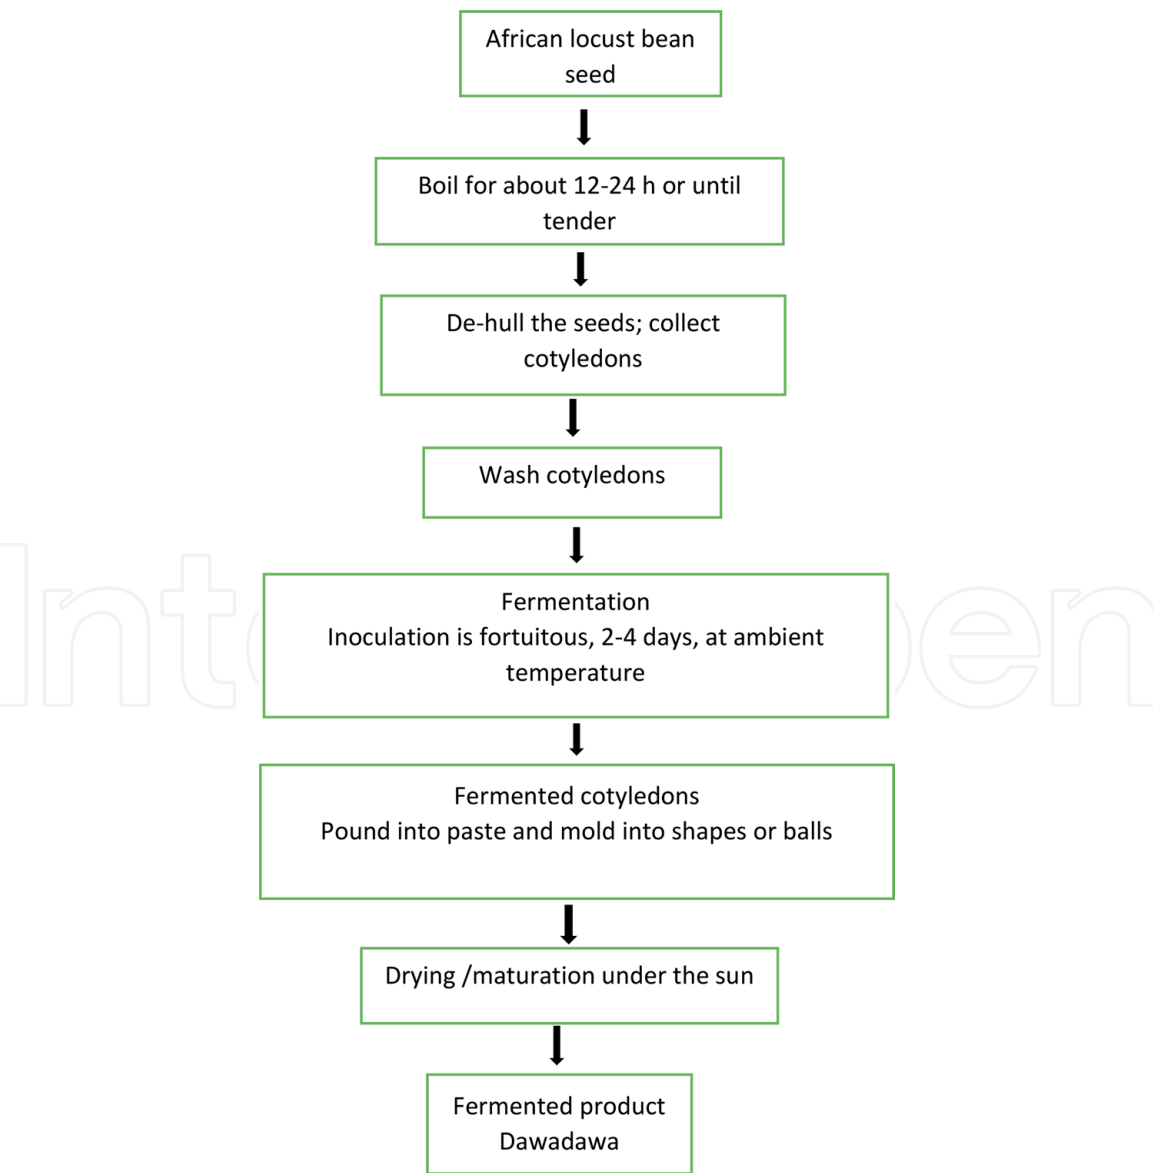 African locust bean
seed
Boil for about 12-24 h or until
tender
De-hull the seeds; collect
cotyledons
Wash cotyledons
Fermentation
Inoculation is fortuitous, 2-4 days, at ambient
temperature
Fermented cotyledons
Pound into paste and mold into shapes or balls
Drying /maturation under the sun
Fermented product
Dawadawa